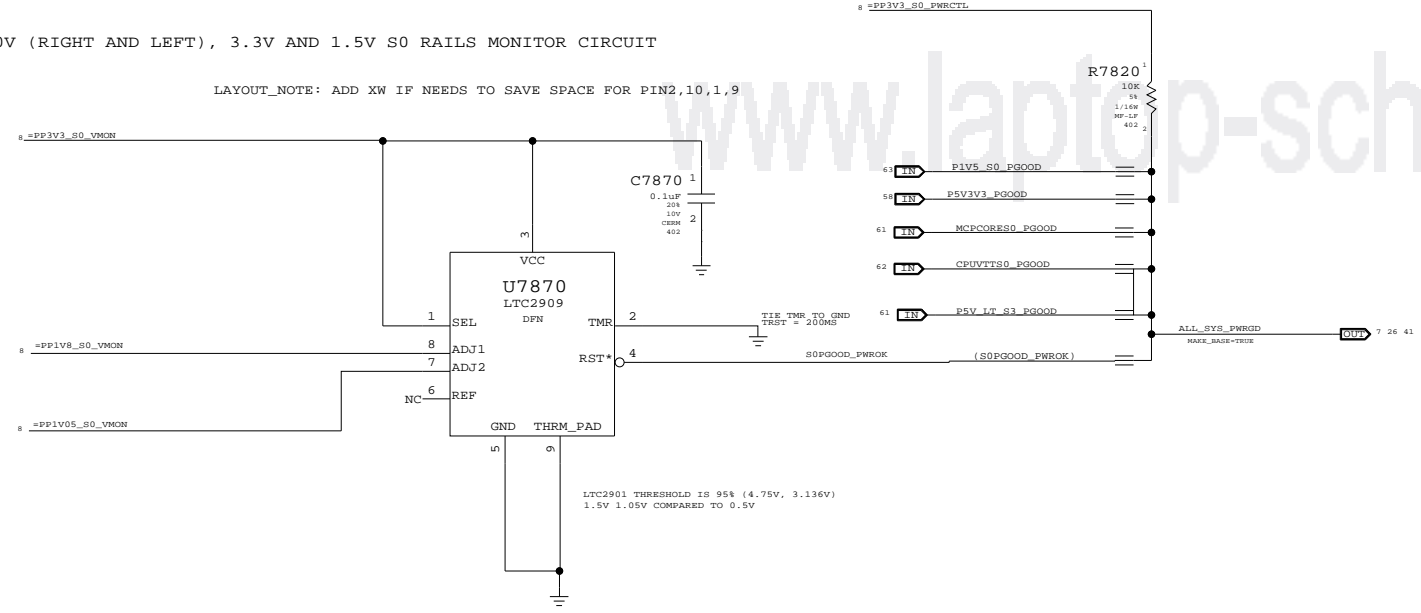 8 =PP3V3_S0_PWRCTL
0V (RIGHT AND LEFT), 3.3V AND 1.5V S0 RAILS MONITOR CIRCUIT
LAYOUT_NOTE: ADD XW IF NEEDS TO SAVE SPACE FOR PIN2,10,1,9
www.laptop-sch
R7820
1
10K
5%
1/16W
MF-LF
402
2
8 =PP3V3_S0_VMON
C7870
1
0.1uF
20%
10V
CERM
402
2
63 IN P1V5_S0_PGOOD
58 IN P5V3V3_PGOOD
61 IN MCPCORES0_PGOOD
62 IN CPUVTTS0_PGOOD
61 IN P5V_LT_S3_PGOOD
3
VCC
U7870
LTC2909
DFN
1 SEL
TMR 2
TIE TMR TO GND
TRST = 200MS
ALL_SYS_PWRGD
MAKE_BASE=TRUE
OUT 7 26 41
8 =PP1V8_S0_VMON
8 ADJ1
7 ADJ2
RST* 4
S0PGOOD_PWROK
(S0PGOOD_PWROK)
NC 6 REF
8 =PP1V05_S0_VMON
GND THRM_PAD
5 9
LTC2901 THRESHOLD IS 95% (4.75V, 3.136V)
1.5V 1.05V COMPARED TO 0.5V